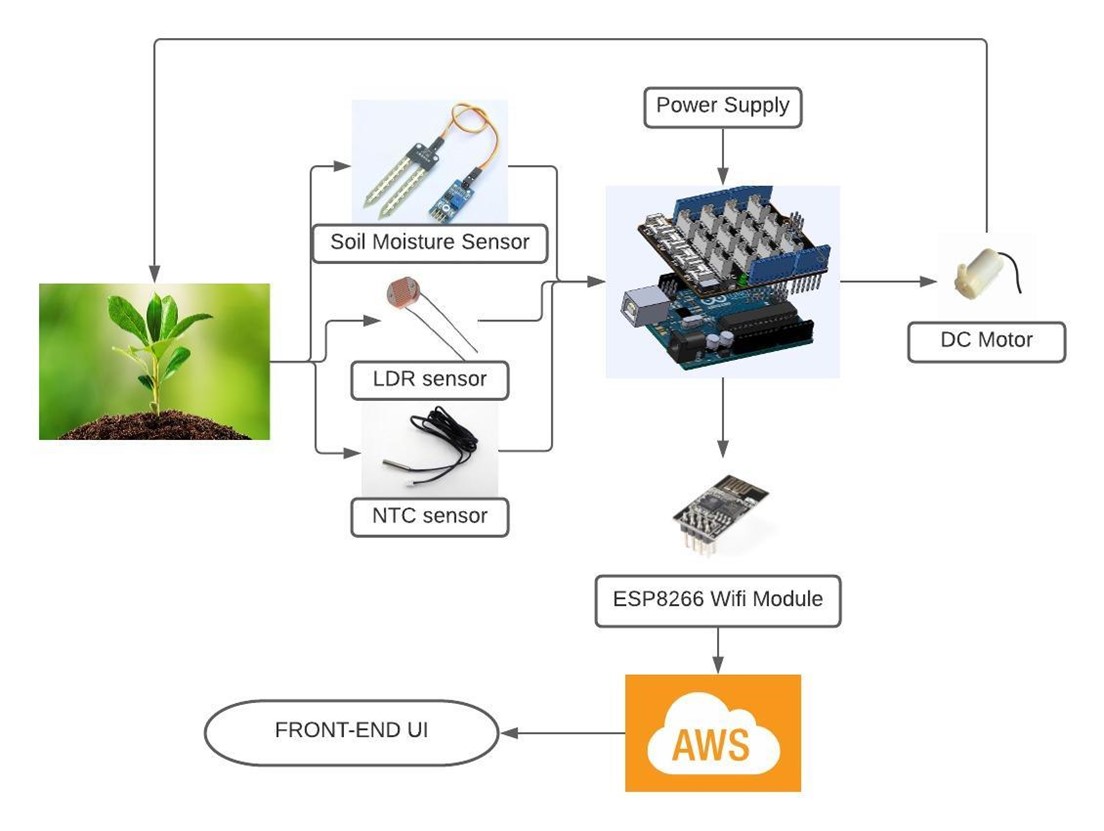 Power Supply
Soil Moisture Sensor
DC Motor
LDR sensor
NTC sensor
ESP8266 Wifi Module
FRONT-END UI
AWS